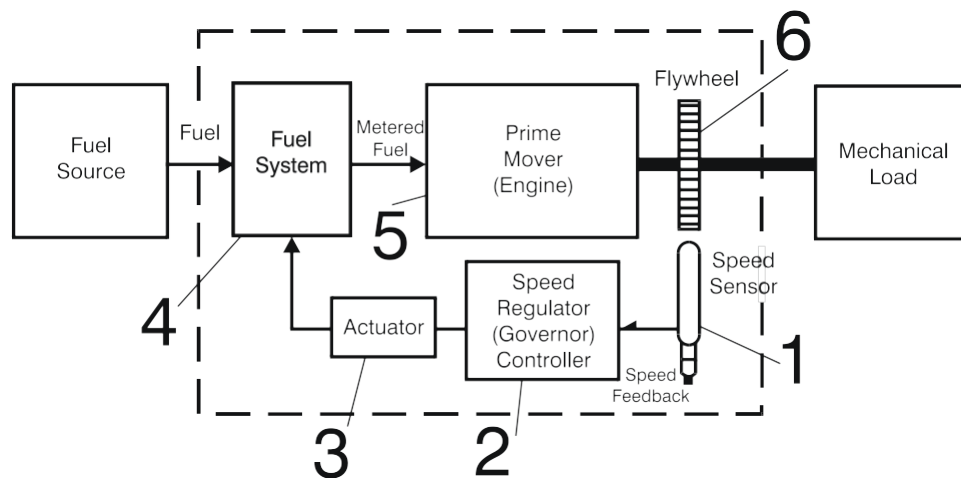 6
Flywheel
Fuel
Source
Fuel
Fuel
System
Metered
Fuel
Prime
Mover
(Engine)
Mechanical
Load
5
4
Actuator
3
Speed
Regulator
(Governor)
Controller
2
Speed
Sensor
1
Speed
Feedback